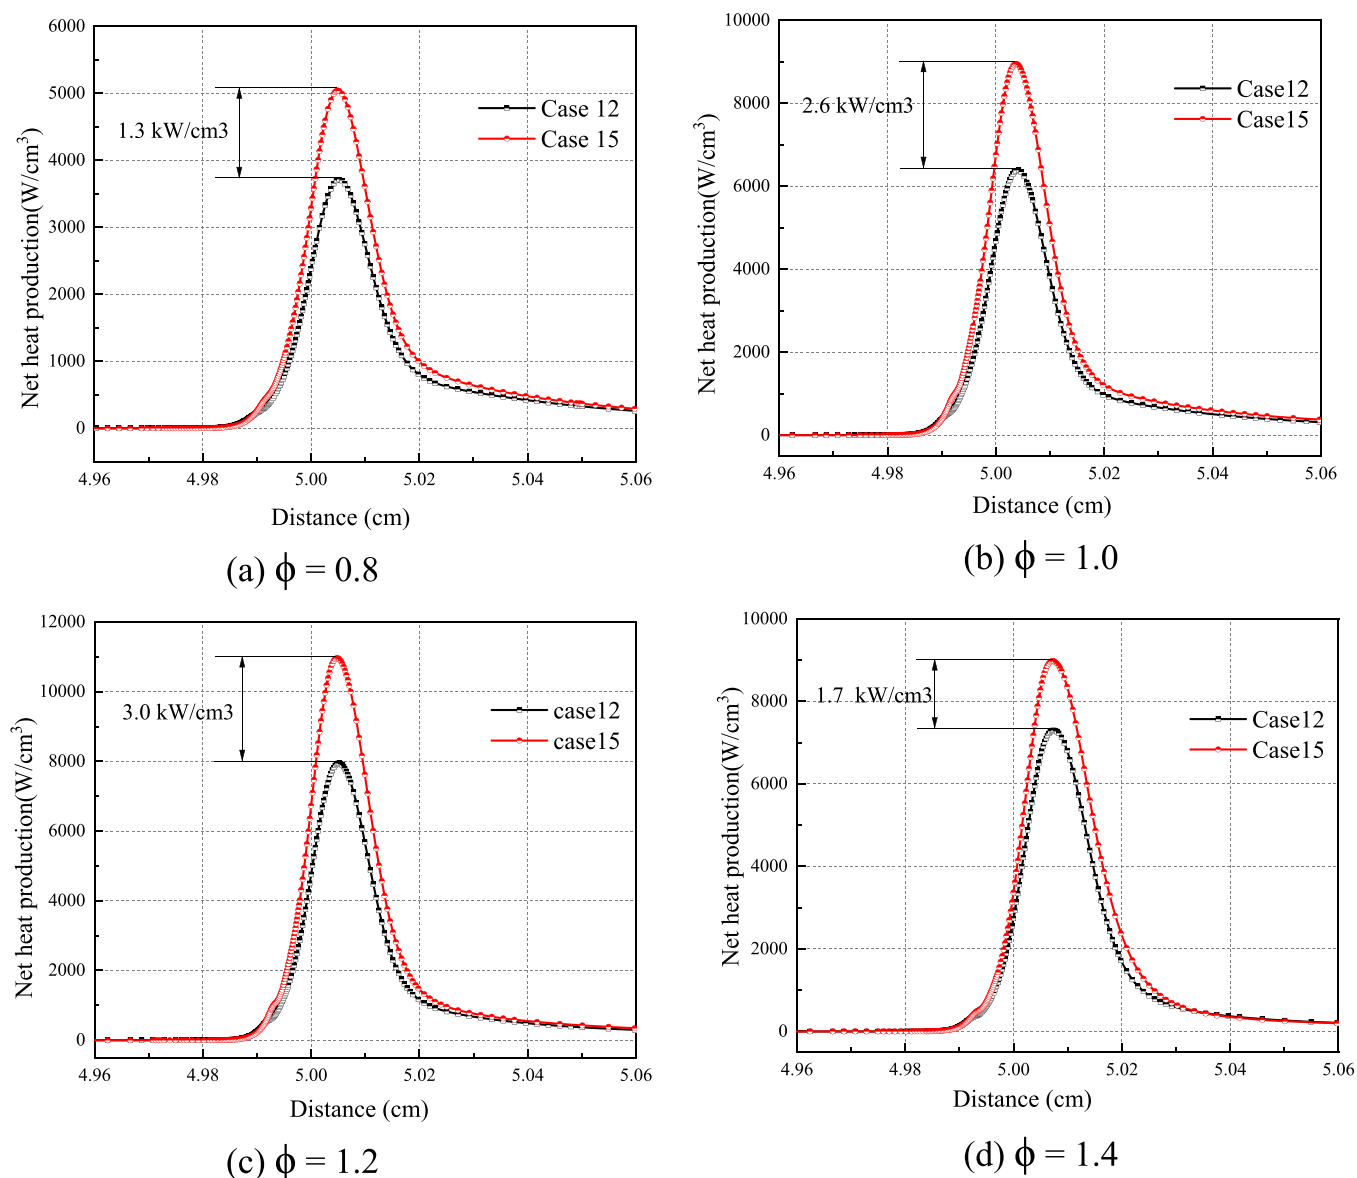 6000
5000
4000
3000
2000
1000
0
Net heat production(W/cm³)
1.3 kW/cm3
Case 12
Case 15
4.96 4.98 5.00 5.02 5.04 5.06
Distance (cm)
(a) ϕ = 0.8
10000
8000
6000
4000
2000
0
Net heat production(W/cm³)
2.6 kW/cm3
Case12
Case15
4.96 4.98 5.00 5.02 5.04 5.06
Distance (cm)
(b) ϕ = 1.0
12000
10000
8000
6000
4000
2000
0
Net heat production(W/cm³)
3.0 kW/cm3
case12
case15
4.96 4.98 5.00 5.02 5.04 5.06
Distance (cm)
(c) ϕ = 1.2
10000
8000
6000
4000
2000
0
Net heat production(W/cm³)
1.7 kW/cm3
Case12
Case15
4.96 4.98 5.00 5.02 5.04 5.06
Distance (cm)
(d) ϕ = 1.4